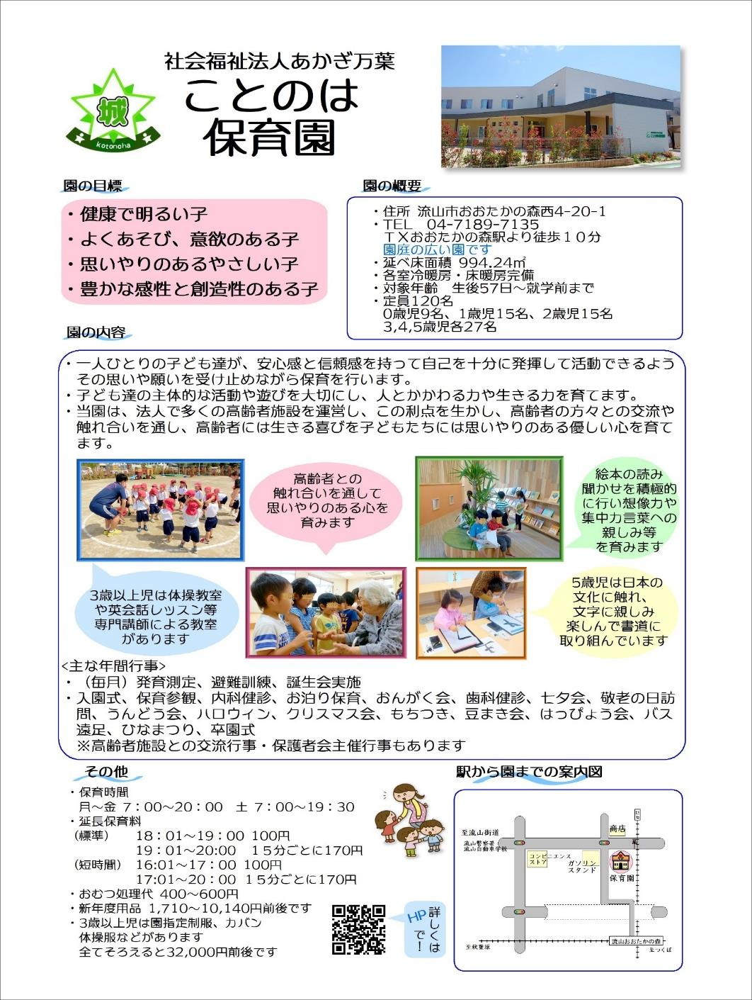 社会福祉法人あかぎ万葉
ことのは
保育園
城
kotonoha
園の目標
・健康で明るい子
・よくあそび、意欲のある子
・思いやりのあるやさしい子
・豊かな感性と創造性のある子
園の概要
・住所 流山市おおたかの森西4-20-1
・TEL 04-7189-7135
ＴＸおおたかの森駅より徒歩１０分
園庭の広い園です
・延べ床面積 994.24㎡
・各室冷暖房・床暖房完備
・対象年齢 生後57日～就学前まで
・定員120名
0歳児9名、1歳児15名、2歳児15名
3,4,5歳児各27名
園の内容
・一人ひとりの子ども達が、安心感と信頼感を持って自己を十分に発揮して活動できるよう
その思いや願いを受け止めながら保育を行います。
・子ども達の主体的な活動や遊びを大切にし、人とかかわる力や生きる力を育てます。
・当園は、法人で多くの高齢者施設を運営し、この利点を生かし、高齢者の方々との交流や
触れ合いを通し、高齢者には生きる喜びを子どもたちには思いやりのある優しい心を育て
ます。
高齢者との
触れ合いを通して
思いやりのある心を
育みます
絵本の読み
聞かせを積極的
に行い想像力や
集中力言葉への
親しみ等
を育みます
3歳以上児は体操教室
や英会話レッスン等
専門講師による教室
があります
5歳児は日本の
文化に触れ、
文字に親しみ
楽しんで書道に
取り組んでいます
<主な年間行事>
・（毎月）発育測定、避難訓練、誕生会実施
・入園式、保育参観、内科健診、お泊り保育、おんがく会、歯科健診、七夕会、敬老の日訪
問、うんどう会、ハロウィン、クリスマス会、もちつき、豆まき会、はっぴょう会、バス
遠足、ひなまつり、卒園式
※高齢者施設との交流行事・保護者会主催行事もあります
その他
・保育時間
月～金 7：00～20：00 土 7：00～19：30
・延長保育料
（標準） 18：01～19：00 100円
19：01～20:00 １５分ごとに170円
（短時間） 16:01～17：00 100円
17:01～20：00 １５分ごとに170円
・おむつ処理代 400～600円
・新年度用品 1,710～10,140円前後です
・3歳以上児は園指定制服、カバン
体操服などがあります
全てそろえると32,000円前後です
詳しくは
HPで！
駅から園までの案内図
至流山街道
流山警察署
流山自動車学校
商店
コンビニエンス
ストア
ガソリン
スタンド
保育園
流山おおたかの森
至秋葉原
至つくば